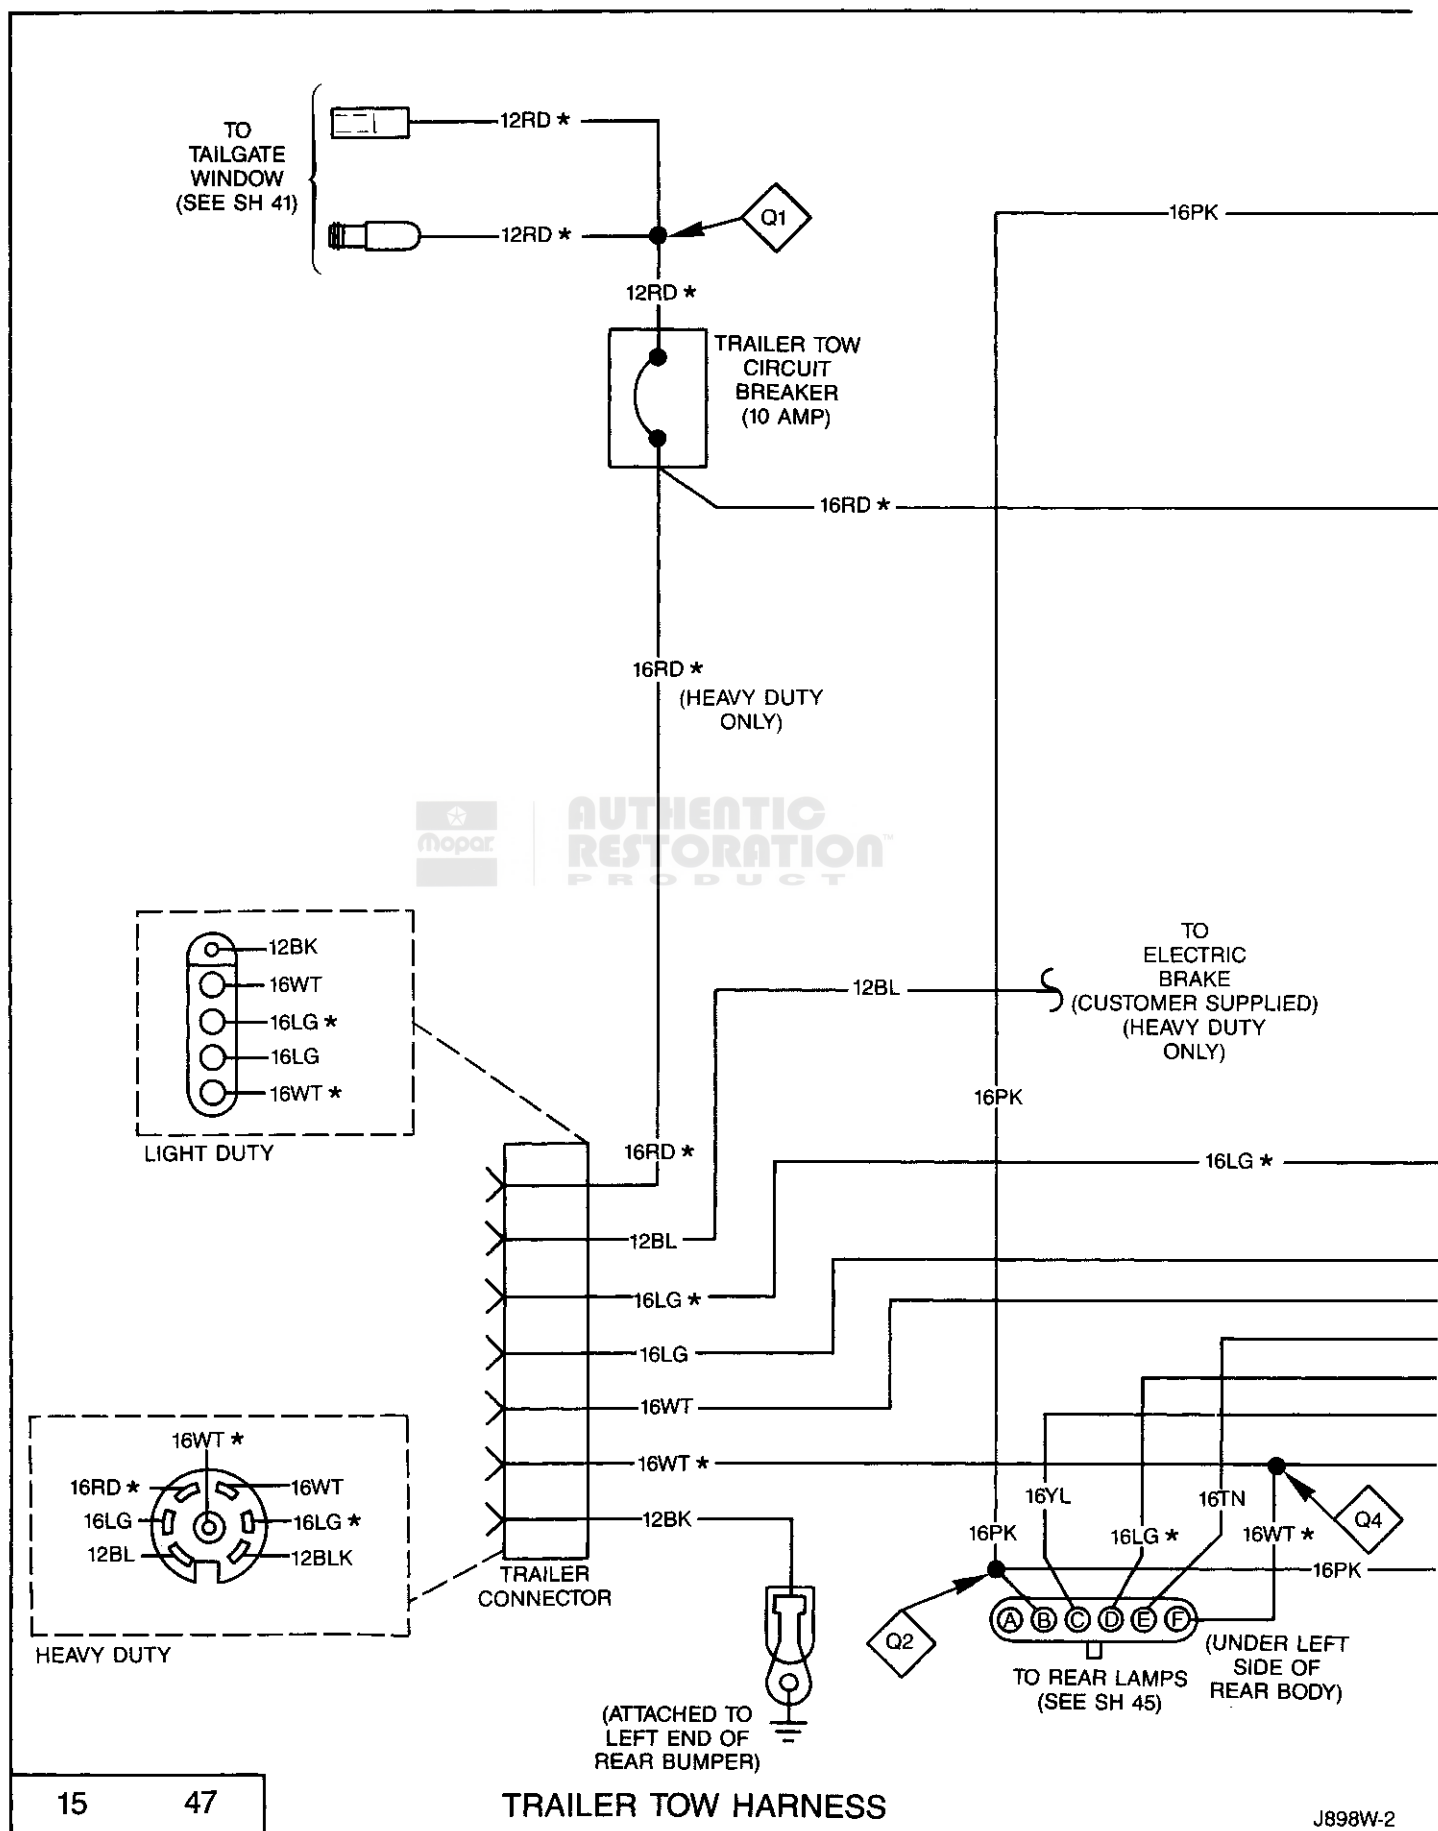 TO
TAILGATE
WINDOW
(SEE SH 41)
12RD *
12RD *
Q1
12RD *
16PK
TRAILER TOW
CIRCUIT
BREAKER
(10 AMP)
16RD *
16RD *
(HEAVY DUTY
ONLY)
Mopar
AUTHENTIC
RESTORATION™
PRODUCT
12BK
16WT
16LG *
16LG
16WT *
LIGHT DUTY
TO
ELECTRIC
BRAKE
(CUSTOMER SUPPLIED)
(HEAVY DUTY
ONLY)
12BL
16PK
16RD *
16LG *
12BL
16LG *
16LG
16WT
16WT *
12BK
TRAILER
CONNECTOR
16WT *
16RD *
16WT
16LG
16LG *
12BL
12BLK
HEAVY DUTY
16YL
16TN
16PK
16LG *
16WT *
Q4
16PK
Q2
A B C D E F
TO REAR LAMPS
(SEE SH 45)
(UNDER LEFT
SIDE OF
REAR BODY)
(ATTACHED TO
LEFT END OF
REAR BUMPER)
15 47
TRAILER TOW HARNESS
J898W-2